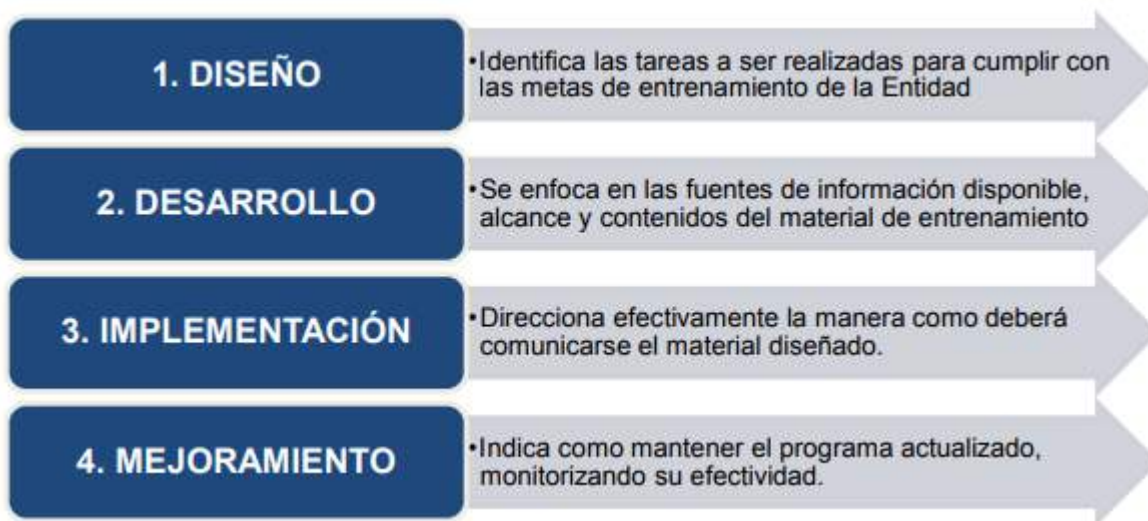 1. DISEÑO
•Identifica las tareas a ser realizadas para cumplir con
las metas de entrenamiento de la Entidad
2. DESARROLLO
•Se enfoca en las fuentes de información disponible,
alcance y contenidos del material de entrenamiento
3. IMPLEMENTACIÓN
•Direcciona efectivamente la manera como deberá
comunicarse el material diseñado.
4. MEJORAMIENTO
•Indica como mantener el programa actualizado,
monitorizando su efectividad.